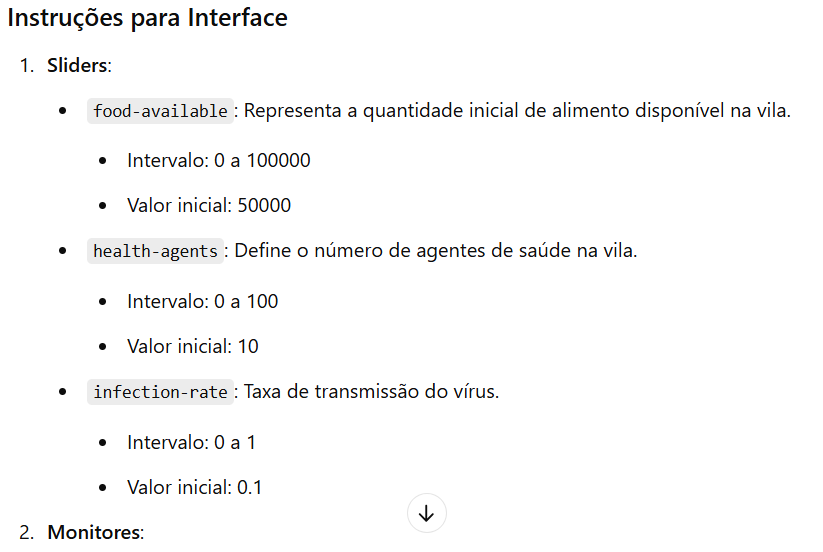 Instruções para Interface
1. Sliders:
• food-available: Representa a quantidade inicial de alimento disponível na vila.
• Intervalo: 0 a 100000
• Valor inicial: 50000
• health-agents: Define o número de agentes de saúde na vila.
• Intervalo: 0 a 100
• Valor inicial: 10
• infection-rate: Taxa de transmissão do vírus.
• Intervalo: 0 a 1
• Valor inicial: 0.1
2. Monitores: